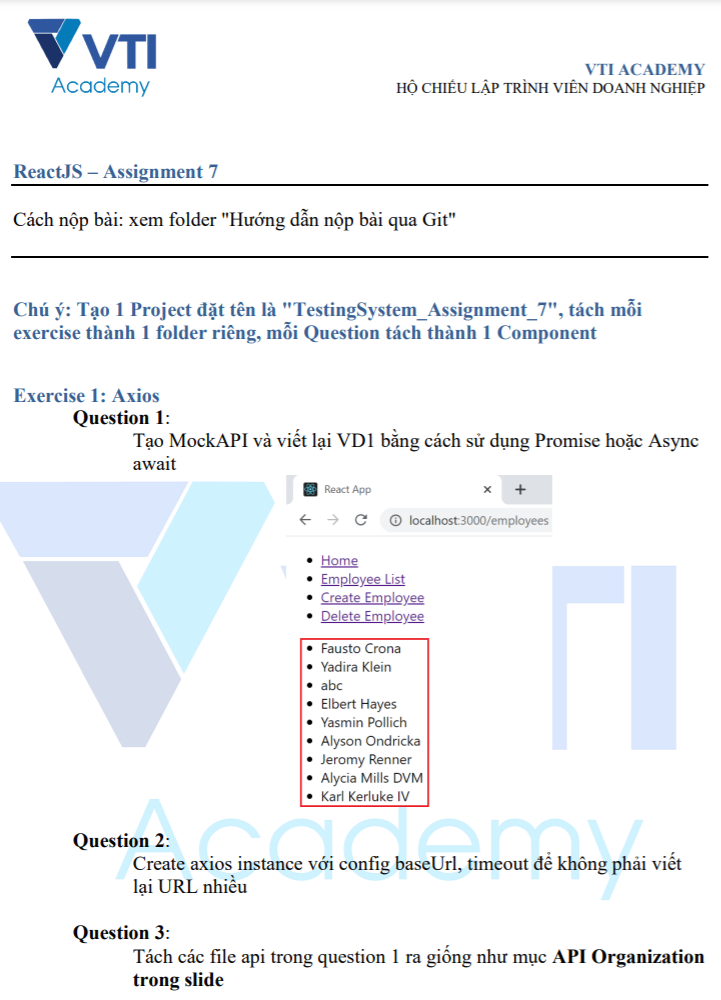 VTI
Academy
VTI ACADEMY
HỘ CHIẾU LẬP TRÌNH VIÊN DOANH NGHIỆP
ReactJS – Assignment 7
Cách nộp bài: xem folder "Hướng dẫn nộp bài qua Git"
Chú ý: Tạo 1 Project đặt tên là "TestingSystem_Assignment_7", tách mỗi
exercise thành 1 folder riêng, mỗi Question tách thành 1 Component
Exercise 1: Axios
Question 1:
Tạo MockAPI và viết lại VD1 bằng cách sử dụng Promise hoặc Async
await
React App
localhost:3000/employees
Home
Employee List
Create Employee
Delete Employee
Fausto Crona
Yadira Klein
abc
Elbert Hayes
Yasmin Pollich
Alyson Ondricka
Jeromy Renner
Alycia Mills DVM
Karl Kerluke IV
VTI
Academy
Question 2:
Create axios instance với config baseUrl, timeout để không phải viết
lại URL nhiều
Question 3:
Tách các file api trong question 1 ra giống như mục API Organization
trong slide